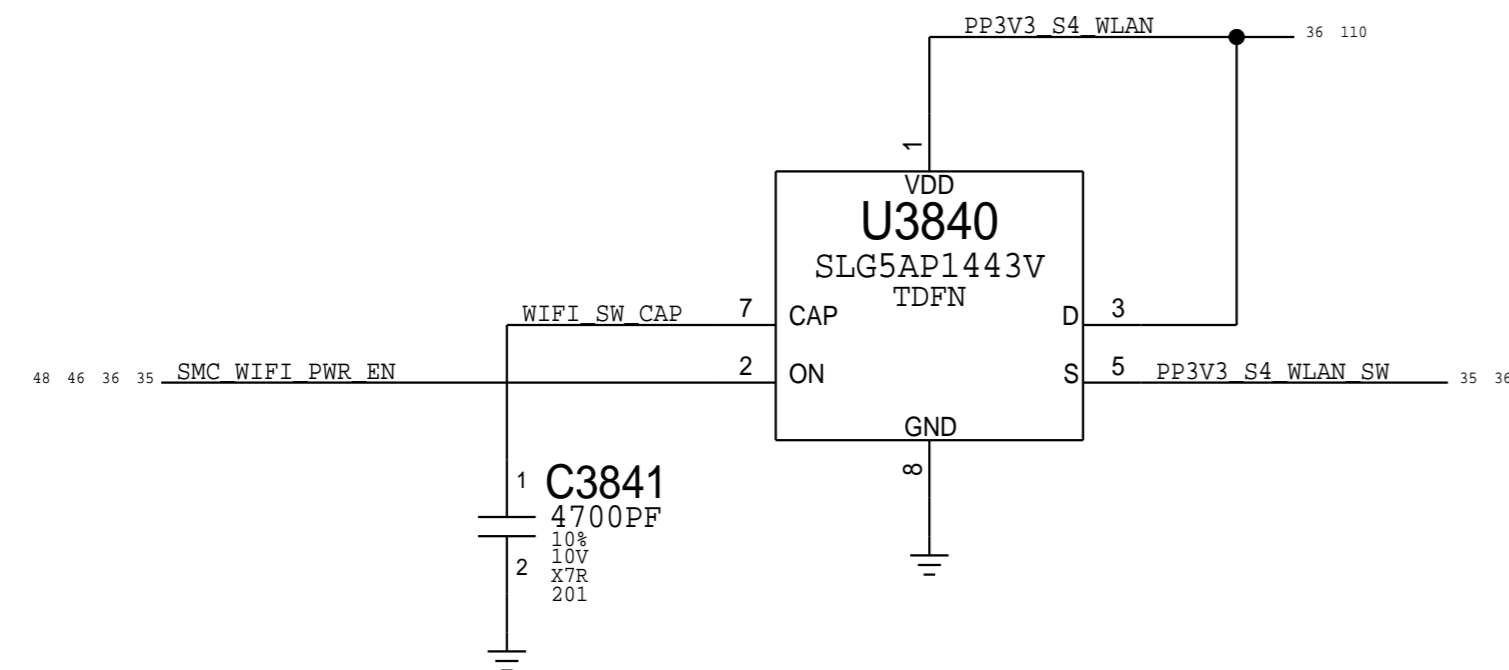 PP3V3_S4_WLAN
36 110
1
VDD
U3840
SLG5AP1443V
TDFN
WIFI_SW_CAP 7 CAP D 3
48 46 36 35 SMC_WIFI_PWR_EN 2 ON S 5 PP3V3_S4_WLAN_SW 35 36
GND
8
1 C3841
4700PF
10%
10V
2 X7R
201